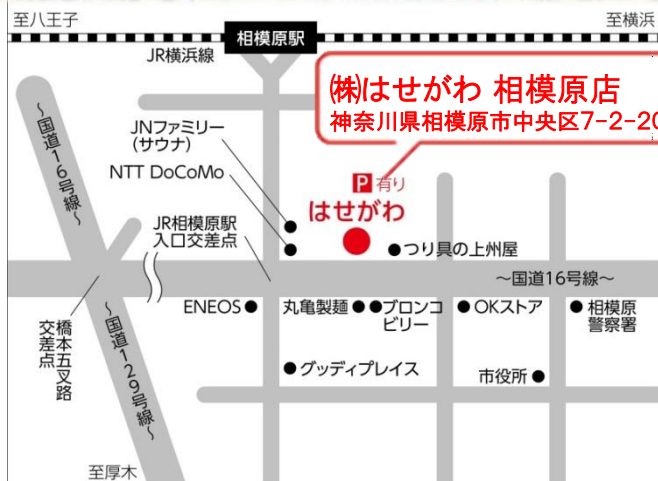 至八王子
至横浜
相模原駅
JR横浜線
㈱はせがわ 相模原店
神奈川県相模原市中央区7-2-20
～国道16号線～
JNファミリー
(サウナ)
NTT DoCoMo
P 有り
はせがわ
JR相模原駅
入口交差点
つり具の上州屋
～国道16号線～
ENEOS
丸亀製麺
ブロンコ
ビリー
OKストア
相模原
警察署
橋本五叉路
交差点
～国道129号線～
グッディプレイス
市役所
至厚木